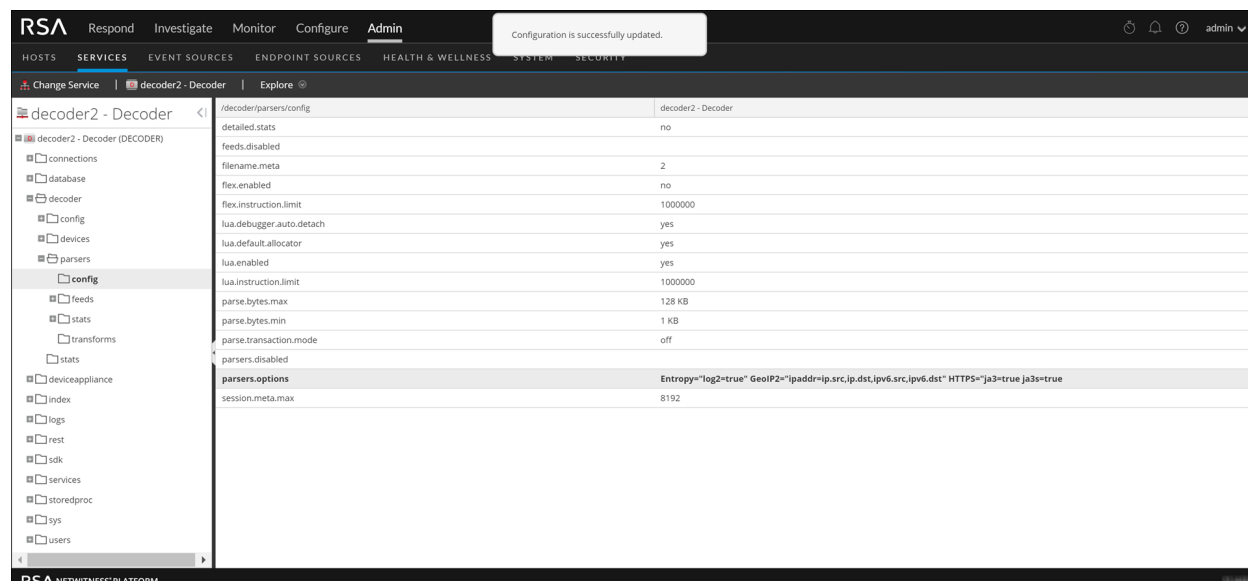 RSA Respond Investigate Monitor Configure Admin admin
Configuration is successfully updated.
HOSTS SERVICES EVENT SOURCES ENDPOINT SOURCES HEALTH & WELLNESS SYSTEM SECURITY
Change Service | decoder2 - Decoder | Explore
decoder2 - Decoder
decoder2 - Decoder (DECODER)
connections
database
decoder
config
devices
parsers
config
feeds
stats
transforms
stats
deviceappliance
index
logs
rest
sdk
services
storedproc
sys
users
/decoder/parsers/config decoder2 - Decoder
detailed.stats no
feeds.disabled
filename.meta 2
flex.enabled no
flex.instruction.limit 1000000
lua.debugger.auto.detach yes
lua.default.allocator yes
lua.enabled yes
lua.instruction.limit 1000000
parse.bytes.max 128 KB
parse.bytes.min 1 KB
parse.transaction.mode off
parsers.disabled
parsers.options Entropy="log2=true" GeoIP2="ipaddr=ip.src,ip.dst,ipv6.src,ipv6.dst" HTTPS="ja3=true ja3s=true
session.meta.max 8192
RSA NETWITNESS PLATFORM